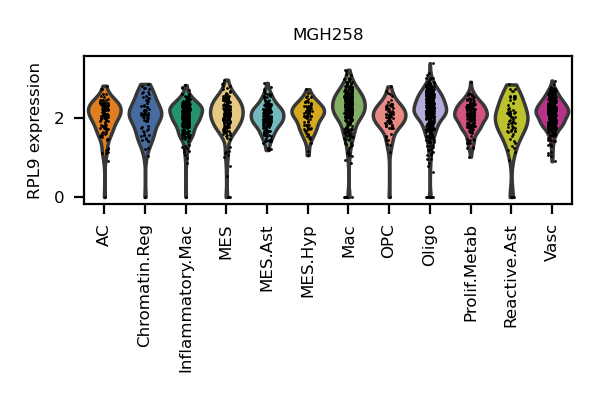 MGH258
RPL9 expression
2
0
AC
Chromatin.Reg
Inflammatory.Mac
MES
MES.Ast
MES.Hyp
Mac
OPC
Oligo
Prolif.Metab
Reactive.Ast
Vasc